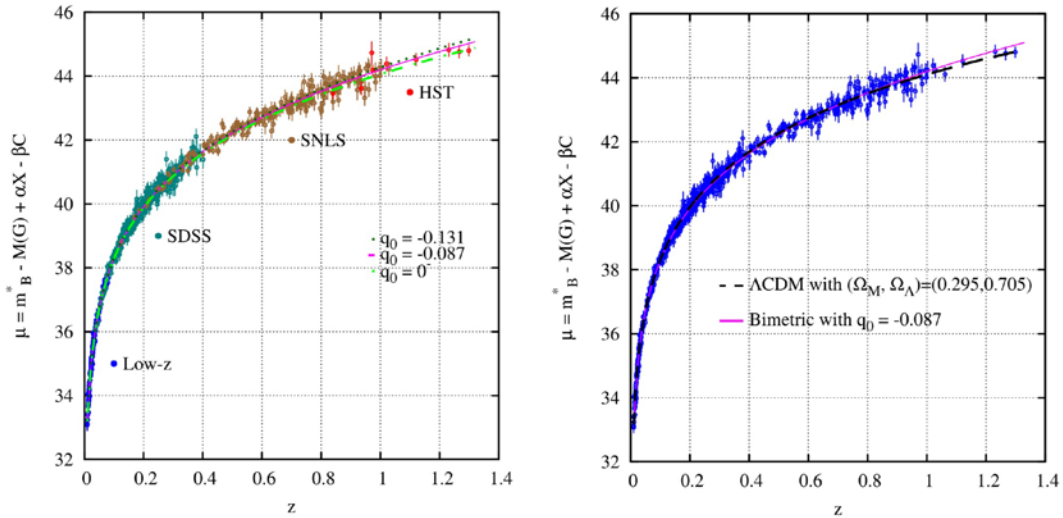 μ = m*B - M(G) + αX - βC
46
44
42
40
38
36
34
32
HST
SNLS
SDSS
q0 = -0.131
q0 = -0.087
q0 = 0-
Low-z
0 0.2 0.4 0.6 0.8 1 1.2 1.4
z
μ = m*B - M(G) + αX - βC
46
44
42
40
38
36
34
32
ΛCDM with (ΩM, ΩΛ)=(0.295,0.705)
Bimetric with q0 = -0.087
0 0.2 0.4 0.6 0.8 1 1.2 1.4
z